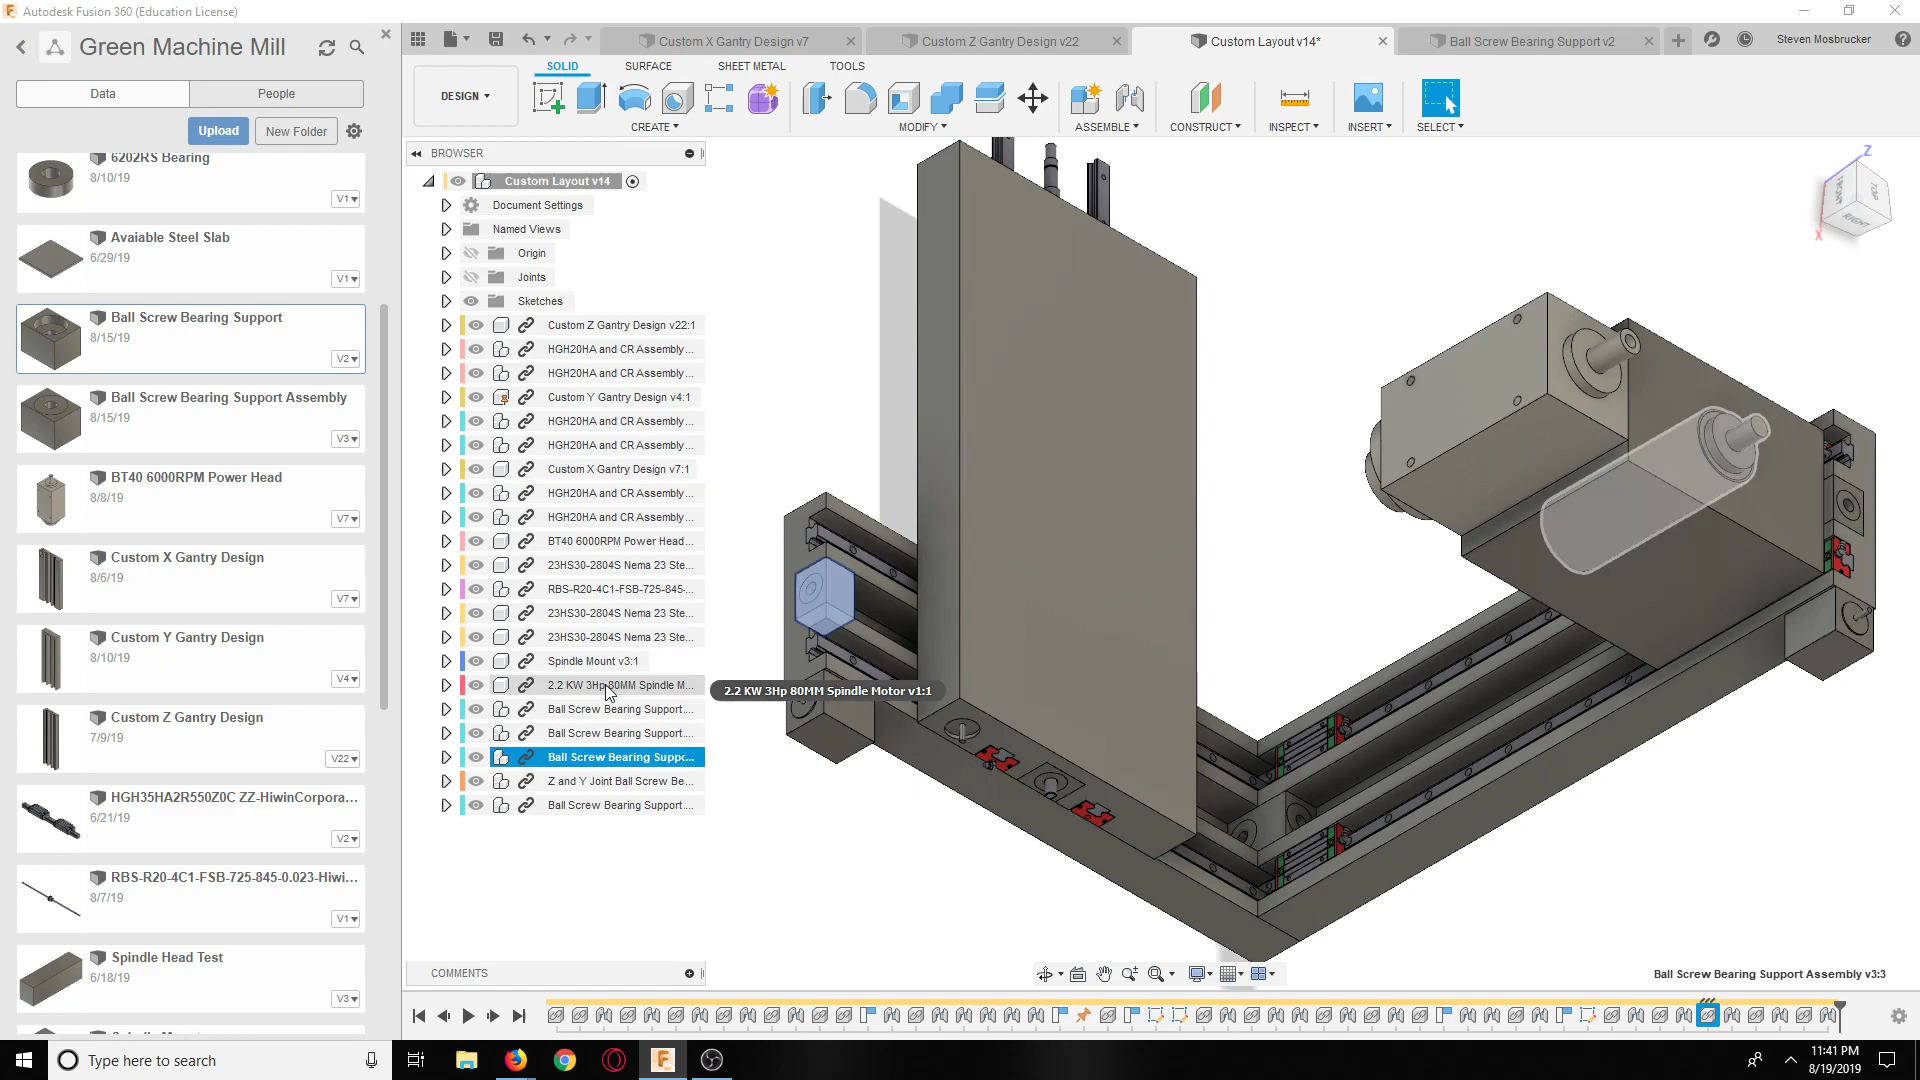 Autodesk Fusion 360 (Education License)
Green Machine Mill
Data
People
Upload
New Folder
6202RS Bearing
8/10/19
V1
Avaiable Steel Slab
6/29/19
V1
Ball Screw Bearing Support
8/15/19
V2
Ball Screw Bearing Support Assembly
8/15/19
V3
BT40 6000RPM Power Head
8/8/19
V7
Custom X Gantry Design
8/6/19
V7
Custom Y Gantry Design
8/10/19
V4
Custom Z Gantry Design
7/9/19
V22
HGH35HA2R550Z0C ZZ-HiwinCorpora...
6/21/19
V2
RBS-R20-4C1-FSB-725-845-0.023-Hiwi...
8/7/19
V1
Spindle Head Test
6/18/19
V3
Custom X Gantry Design v7
Custom Z Gantry Design v22
Custom Layout v14*
Ball Screw Bearing Support v2
Steven Mosbrucker
SOLID
SURFACE
SHEET METAL
TOOLS
DESIGN
CREATE
MODIFY
ASSEMBLE
CONSTRUCT
INSPECT
INSERT
SELECT
BROWSER
Custom Layout v14
Document Settings
Named Views
Origin
Joints
Sketches
Custom Z Gantry Design v22:1
HGH20HA and CR Assembly...
HGH20HA and CR Assembly...
Custom Y Gantry Design v4:1
HGH20HA and CR Assembly...
HGH20HA and CR Assembly...
Custom X Gantry Design v7:1
HGH20HA and CR Assembly...
HGH20HA and CR Assembly...
BT40 6000RPM Power Head...
23HS30-2804S Nema 23 Ste...
RBS-R20-4C1-FSB-725-845-...
23HS30-2804S Nema 23 Ste...
23HS30-2804S Nema 23 Ste...
Spindle Mount v3:1
2.2 KW 3Hp 80MM Spindle M...
2.2 KW 3Hp 80MM Spindle Motor v1:1
Ball Screw Bearing Support...
Ball Screw Bearing Support...
Ball Screw Bearing Suppc...
Z and Y Joint Ball Screw Be...
Ball Screw Bearing Support...
Z
FRONT
TOP
RIGHT
X
COMMENTS
Ball Screw Bearing Support Assembly v3:3
Type here to search
11:41 PM
8/19/2019